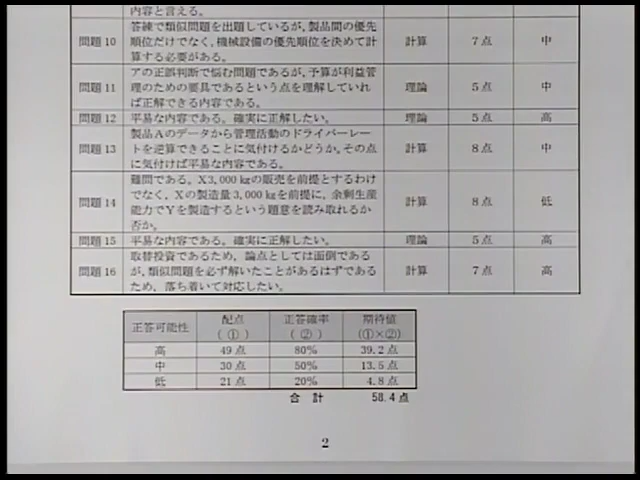 内容と言える。
問題10 答練で類似問題を出題しているが,製品間の優先順位だけでなく,機械設備の優先順位を決めて計算する必要がある。 計算 7点 中
問題11 アの正誤判断で悩む問題であるが,予算が利益管理のための要具であるという点を理解していれば正解できる内容である。 理論 5点 中
問題12 平易な内容である。確実に正解したい。 理論 5点 高
問題13 製品Aのデータから管理活動のドライバーレートを逆算できることに気付けるかどうか。その点に気付けば平易な内容である。 計算 8点 中
問題14 難問である。X3,000㎏の販売を前提とするわけでなく,Xの製造量3,000㎏を前提に,余剰生産能力でYを製造するという題意を読み取れるか否か。 計算 8点 低
問題15 平易な内容である。確実に正解したい。 理論 5点 高
問題16 取替投資であるため,論点としては面倒であるが,類似問題を必ず解いたことがあるはずであるため,落ち着いて対応したい。 計算 7点 高
正答可能性 配点(①) 正答確率(②) 期待値(①×②)
高 49点 80% 39.2点
中 30点 50% 13.5点
低 21点 20% 4.8点
合計 58.4点
2